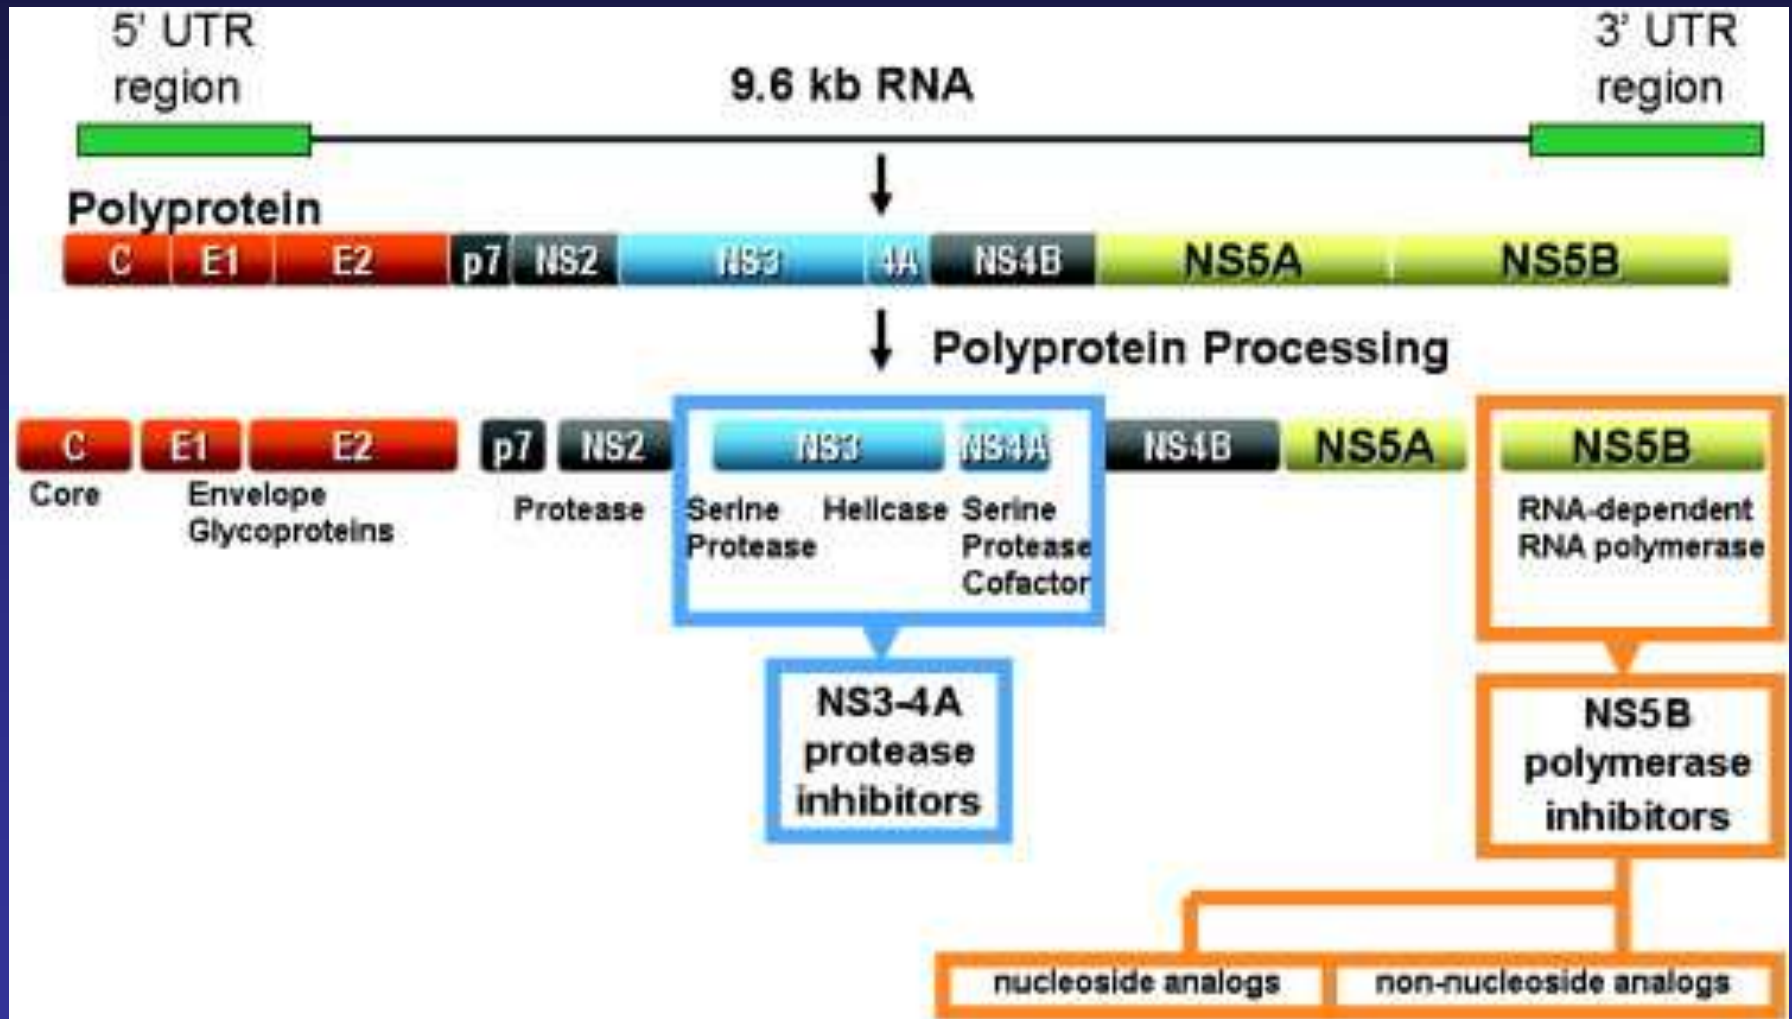 5' UTR
region
9.6 kb RNA
3' UTR
region
Polyprotein
C E1 E2 p7 NS2 NS3 4A NS4B NS5A NS5B
Polyprotein Processing
C E1 E2 p7 NS2 NS3 NS4A NS4B NS5A NS5B
Core
Envelope
Glycoproteins
Protease
Serine
Protease
Helicase
Serine
Protease
Cofactor
RNA-dependent
RNA polymerase
NS3-4A
protease
inhibitors
NS5B
polymerase
inhibitors
nucleoside analogs
non-nucleoside analogs